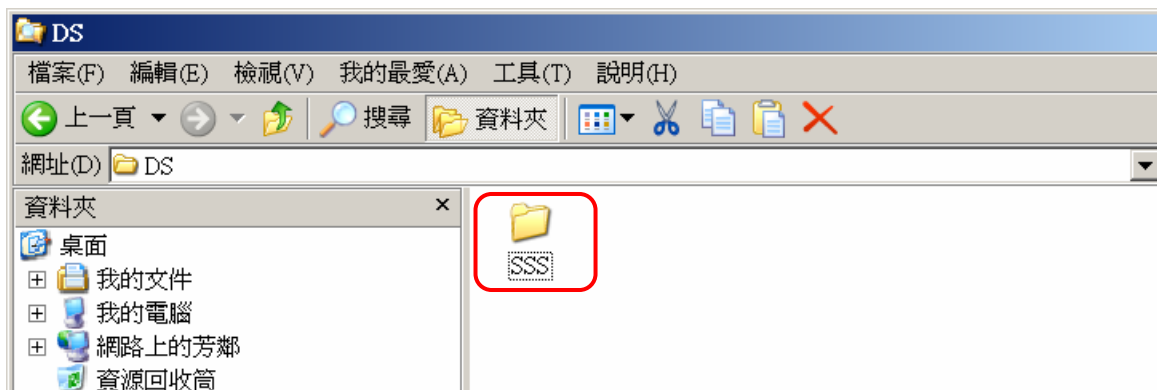 DS
檔案(F) 編輯(E) 檢視(V) 我的最愛(A) 工具(T) 說明(H)
上一頁 搜尋 資料夾
網址(D) DS
資料夾
桌面
我的文件
我的電腦
網路上的芳鄰
資源回收筒
SSS